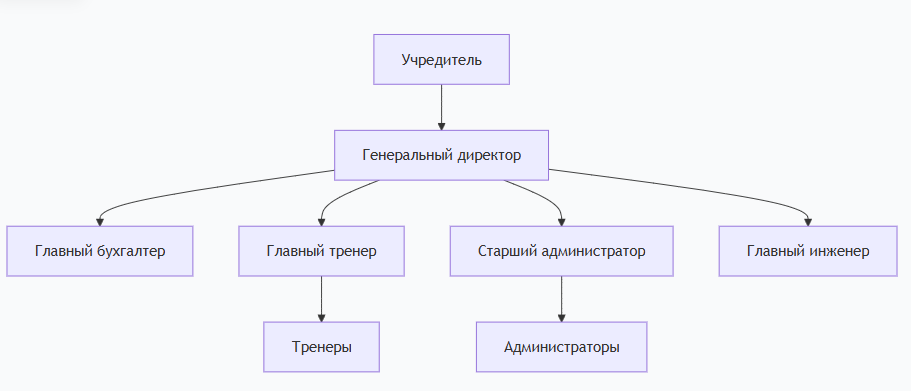 Учредитель
Генеральный директор
Главный бухгалтер
Главный тренер
Старший администратор
Главный инженер
Тренеры
Администраторы